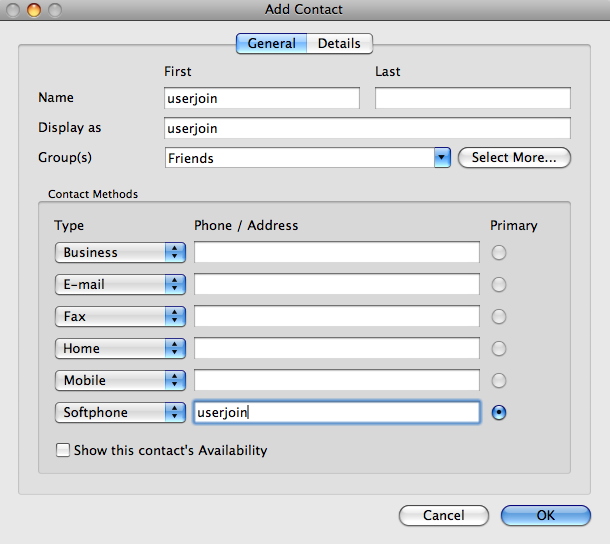 Add Contact
General Details
First Last
Name userjoin
Display as userjoin
Group(s) Friends Select More...
Contact Methods
Type Phone / Address Primary
Business
E-mail
Fax
Home
Mobile
Softphone userjoin
Show this contact's Availability
Cancel OK